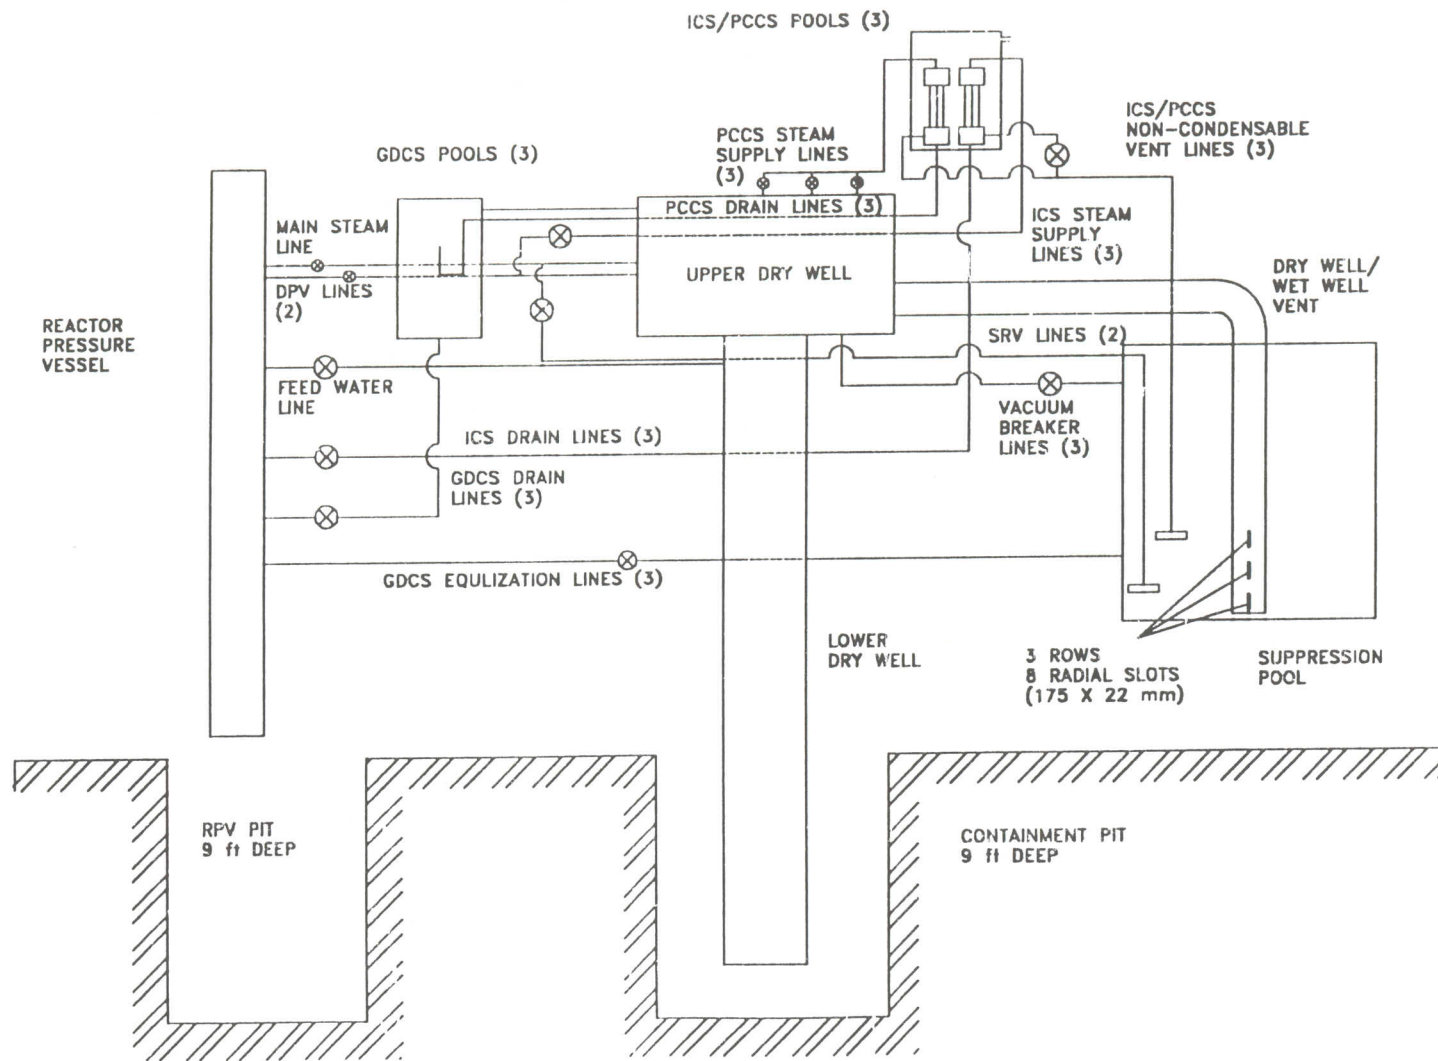 ICS/PCCS POOLS (3)
ICS/PCCS
NON-CONDENSABLE
VENT LINES (3)
PCCS STEAM
SUPPLY LINES
(3)
GDCS POOLS (3)
PCCS DRAIN LINES (3)
MAIN STEAM
LINE
ICS STEAM
SUPPLY
LINES (3)
UPPER DRY WELL
DRY WELL/
WET WELL
VENT
DPV LINES
(2)
REACTOR
PRESSURE
VESSEL
SRV LINES (2)
FEED WATER
LINE
VACUUM
BREAKER
LINES (3)
ICS DRAIN LINES (3)
GDCS DRAIN
LINES (3)
GDCS EQULIZATION LINES (3)
LOWER
DRY WELL
3 ROWS
8 RADIAL SLOTS
(175 X 22 mm)
SUPPRESSION
POOL
RPV PIT
9 ft DEEP
CONTAINMENT PIT
9 ft DEEP